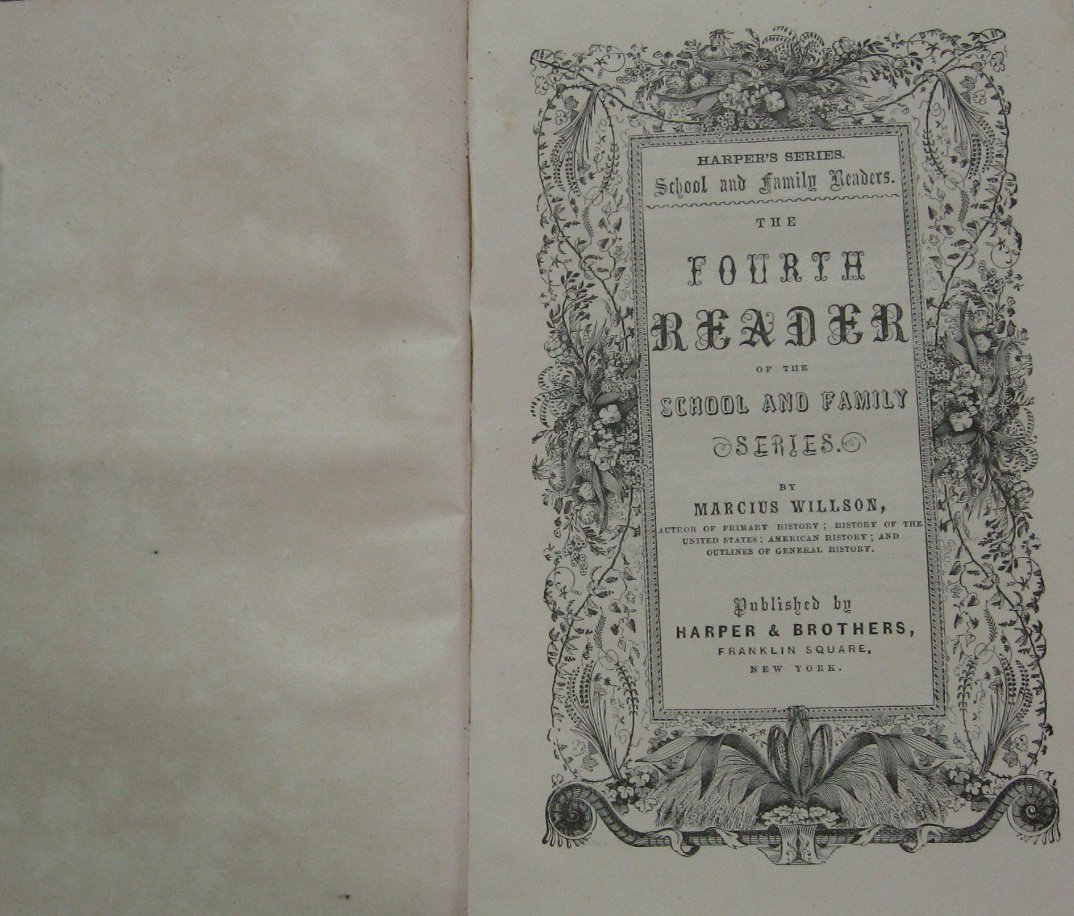 HARPER'S SERIES.
School and Family Readers.
THE
FOURTH
READER
OF THE
SCHOOL AND FAMILY
SERIES.
BY
MARCIUS WILLSON,
AUTHOR OF PRIMARY HISTORY; HISTORY OF THE
UNITED STATES; AMERICAN HISTORY; AND
OUTLINES OF GENERAL HISTORY.
Published by
HARPER & BROTHERS,
FRANKLIN SQUARE,
NEW YORK.